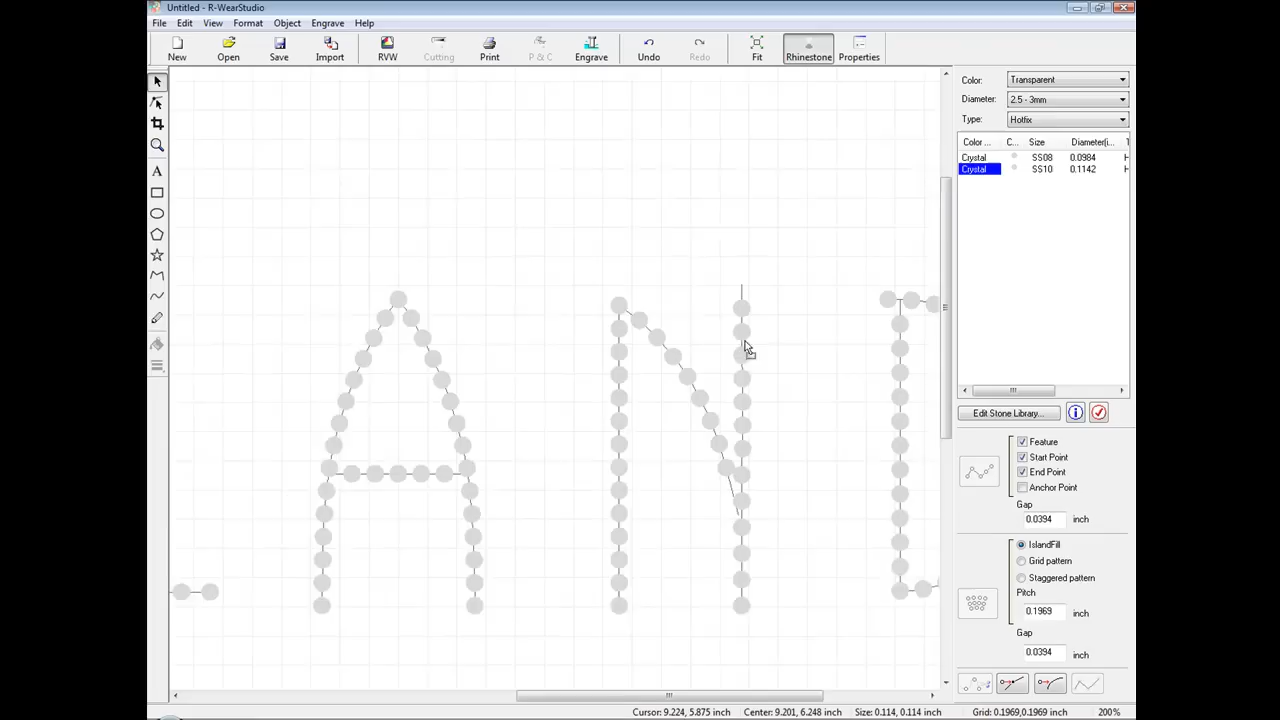 Untitled - R-WearStudio
File Edit View Format Object Engrave Help
New Open Save Import RVW Cutting Print P & C Engrave Undo Redo Fit Rhinestone Properties
Color: Transparent
Diameter: 2.5 - 3mm
Type: Hotfix
Color ... C... Size Diameter(i... T
Crystal SS08 0.0984 H
Crystal SS10 0.1142 H
Edit Stone Library...
Feature
Start Point
End Point
Anchor Point
Gap
0.0394 inch
IslandFill
Grid pattern
Staggered pattern
Pitch
0.1969 inch
Gap
0.0394 inch
Cursor: 9.224, 5.875 inch Center: 9.201, 6.248 inch Size: 0.114, 0.114 inch Grid: 0.1969,0.1969 inch 200%